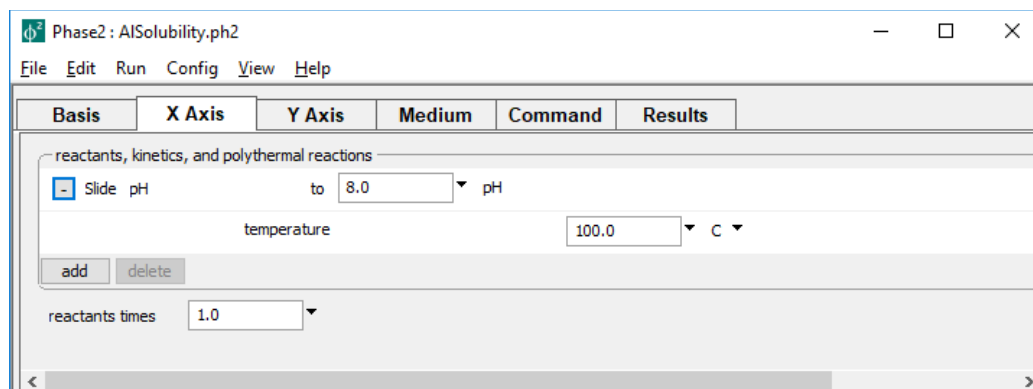 ϕ² Phase2 : AlSolubility.ph2
File Edit Run Config View Help
Basis X Axis Y Axis Medium Command Results
reactants, kinetics, and polythermal reactions
- Slide pH to 8.0 pH
temperature 100.0 C
add delete
reactants times 1.0